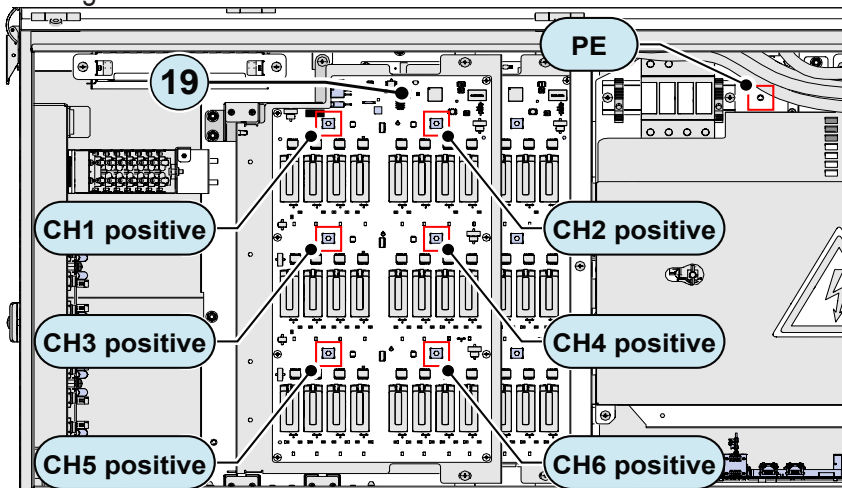 PE
19
CH1 positive
CH2 positive
CH3 positive
CH4 positive
CH5 positive
CH6 positive